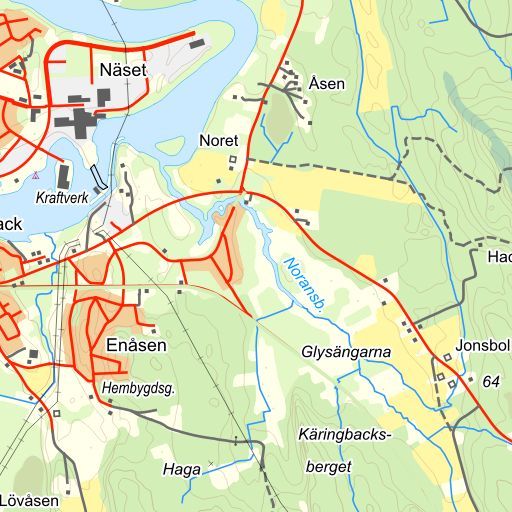 Näset
Åsen
Noret
Kraftverk
ack
Noransb.
Had
Enåsen
Glysängarna
Jonsbol
64
Hembygdsg.
Käringbacks-
berget
Haga
Lövåsen